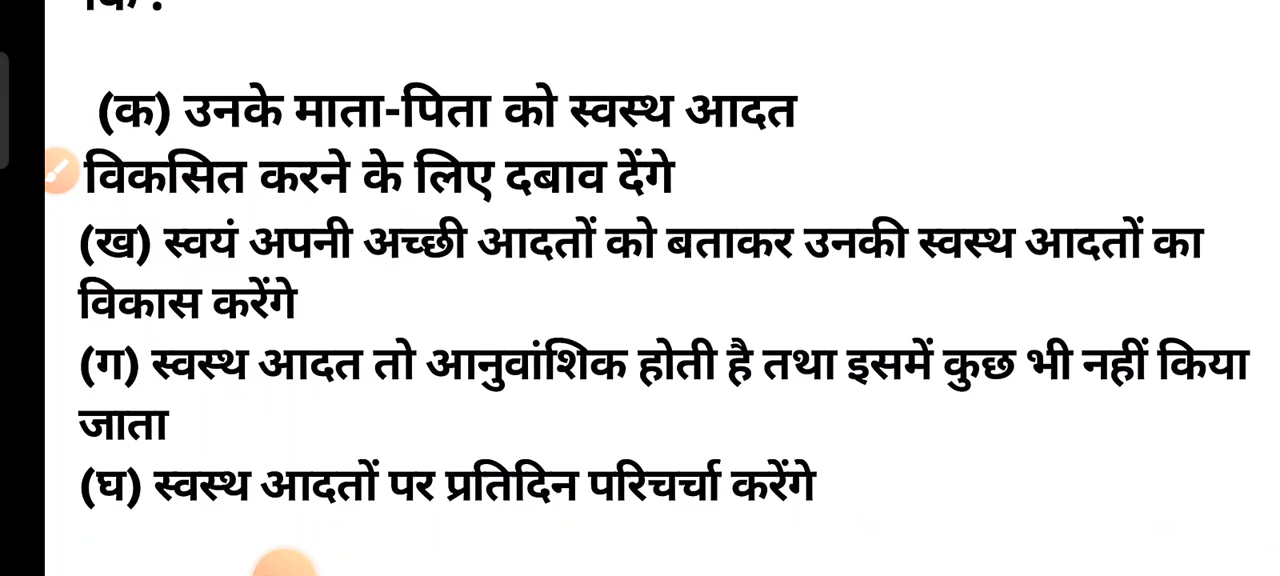 (क) उनके माता-पिता को स्वस्थ आदत
विकसित करने के लिए दबाव देंगे
(ख) स्वयं अपनी अच्छी आदतों को बताकर उनकी स्वस्थ आदतों का
विकास करेंगे
(ग) स्वस्थ आदत तो आनुवांशिक होती है तथा इसमें कुछ भी नहीं किया
जाता
(घ) स्वस्थ आदतों पर प्रतिदिन परिचर्चा करेंगे